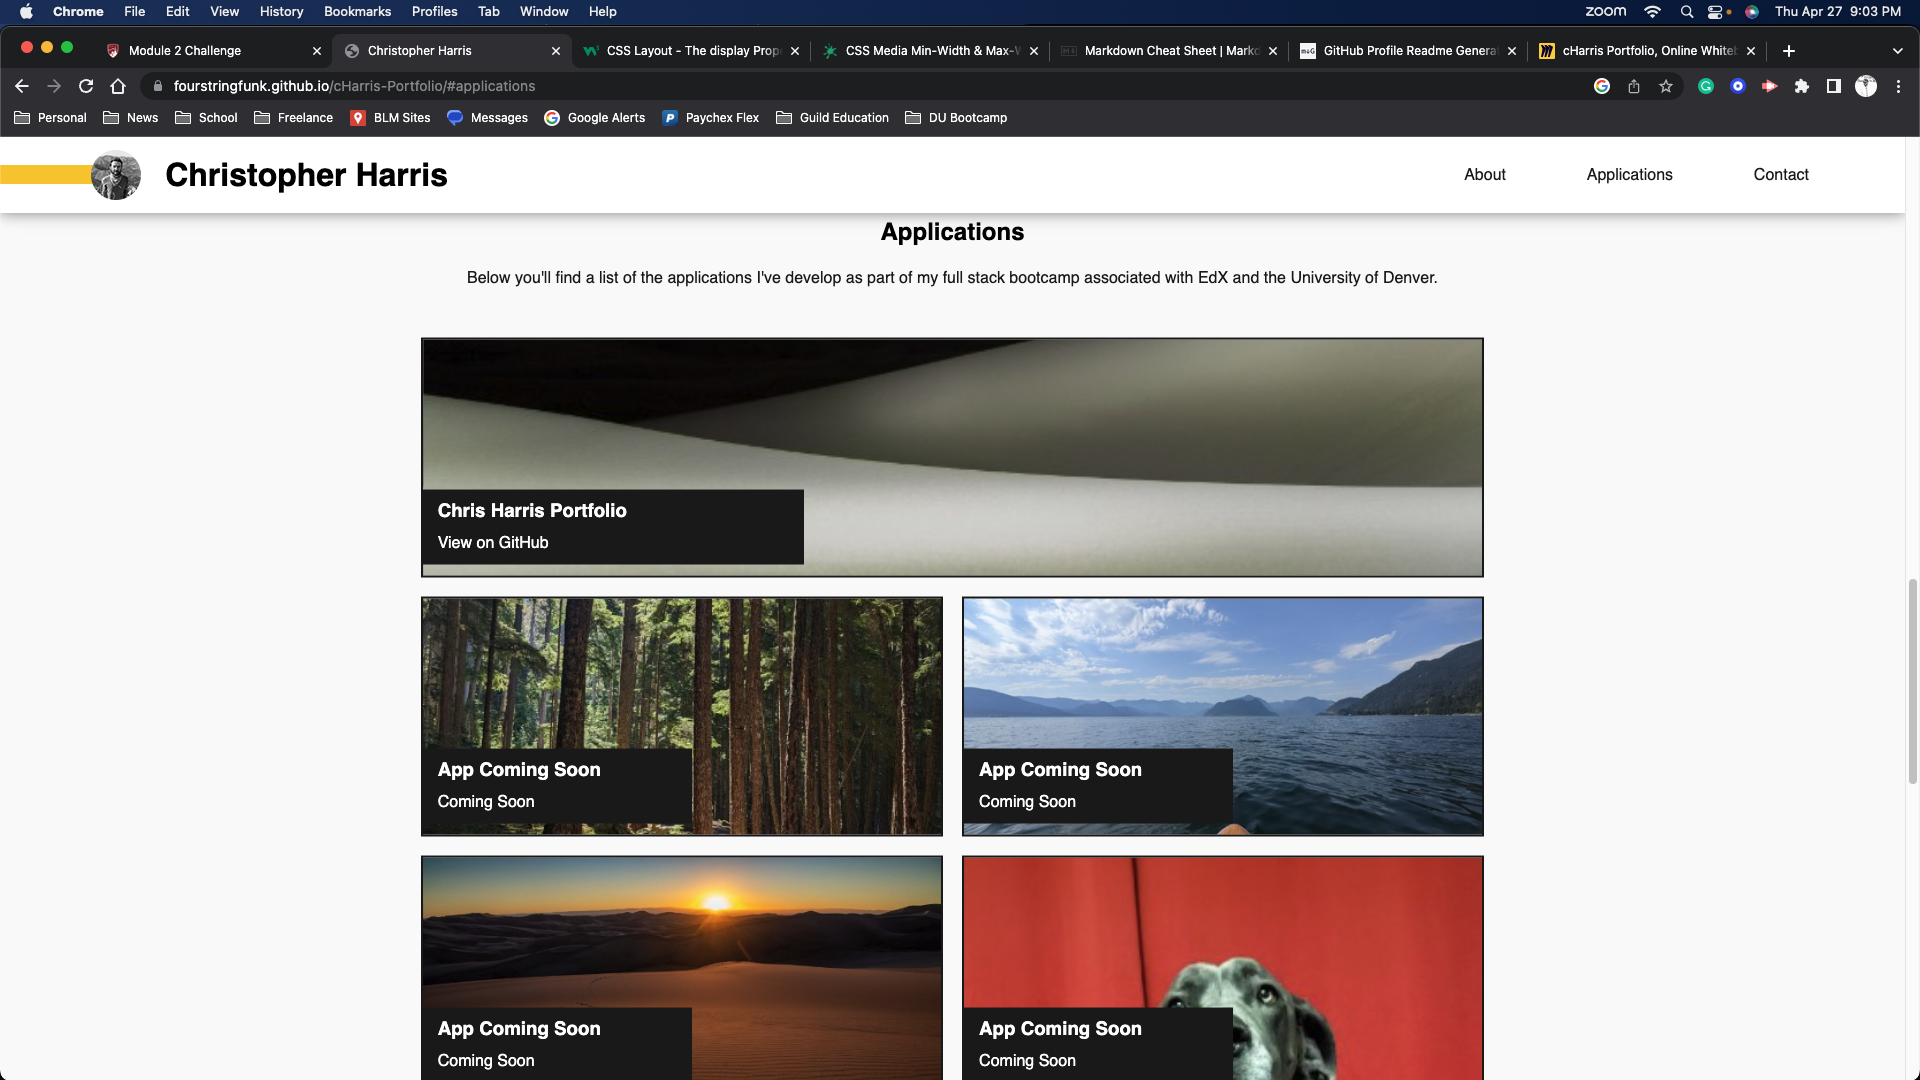 Chrome File Edit View History Bookmarks Profiles Tab Window Help zoom Thu Apr 27 9:03 PM
Module 2 Challenge Christopher Harris CSS Layout - The display Prop CSS Media Min-Width & Max- Markdown Cheat Sheet | Mark GitHub Profile Readme Genera cHarris Portfolio, Online White
fourstringfunk.github.io/cHarris-Portfolio/#applications
Personal News School Freelance BLM Sites Messages Google Alerts Paychex Flex Guild Education DU Bootcamp
Christopher Harris About Applications Contact
Applications
Below you'll find a list of the applications I've develop as part of my full stack bootcamp associated with EdX and the University of Denver.
Chris Harris Portfolio
View on GitHub
App Coming Soon
Coming Soon
App Coming Soon
Coming Soon
App Coming Soon
Coming Soon
App Coming Soon
Coming Soon